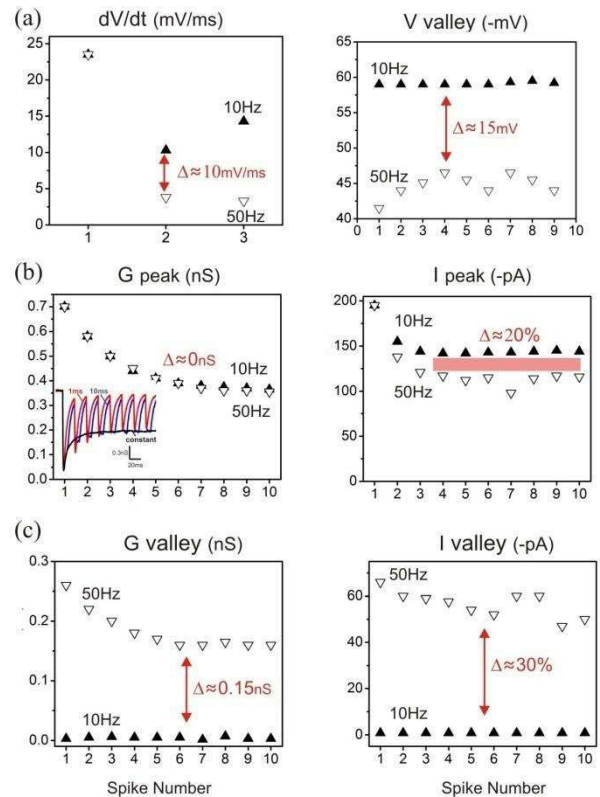 (a)
dV/dt (mV/ms)
25
20
15
10
5
0
1 2 3
10Hz
Δ≈10mV/ms
50Hz
V valley (-mV)
65
60
55
50
45
40
1 2 3 4 5 6 7 8 9 10
10Hz
Δ≈15mV
50Hz
(b)
G peak (nS)
0.7
0.6
0.5
0.4
0.3
0.2
0.1
0.0
1 2 3 4 5 6 7 8 9 10
Δ≈0nS
10Hz
50Hz
1ms 10ms
constant
0.3nS
20ms
I peak (-pA)
200
150
100
50
0
1 2 3 4 5 6 7 8 9 10
10Hz
Δ≈20%
50Hz
(c)
G valley (nS)
0.3
0.2
0.1
0.0
1 2 3 4 5 6 7 8 9 10
50Hz
Δ≈0.15nS
10Hz
Spike Number
I valley (-pA)
60
40
20
0
1 2 3 4 5 6 7 8 9 10
50Hz
Δ≈30%
10Hz
Spike Number